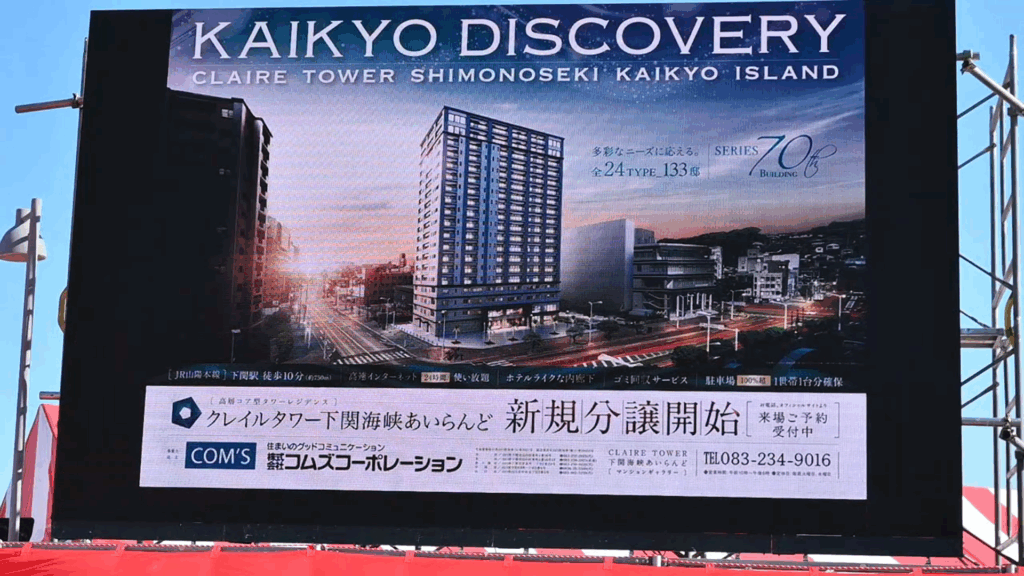 KAIKYO DISCOVERY
CLAIRE TOWER SHIMONOSEKI KAIKYO ISLAND
多彩なニーズに応える。
全24TYPE_133邸
SERIES 70th
BUILDING
[JR山陽本線] 下関駅 徒歩10分 高速インターネット 24時間 使い放題 ホテルライクな内廊下 ゴミ回収サービス 駐車場 100%超 1世帯1台分確保
[高層コア型タワーレジデンス]
クレイルタワー下関海峡あいらんど
新規分譲開始
来場ご予約
受付中
COM'S
住まいのグッドコミュニケーション
株式会社コムズコーポレーション
CLAIRE TOWER
下関海峡あいらんど
[マンションギャラリー]
TEL083-234-9016